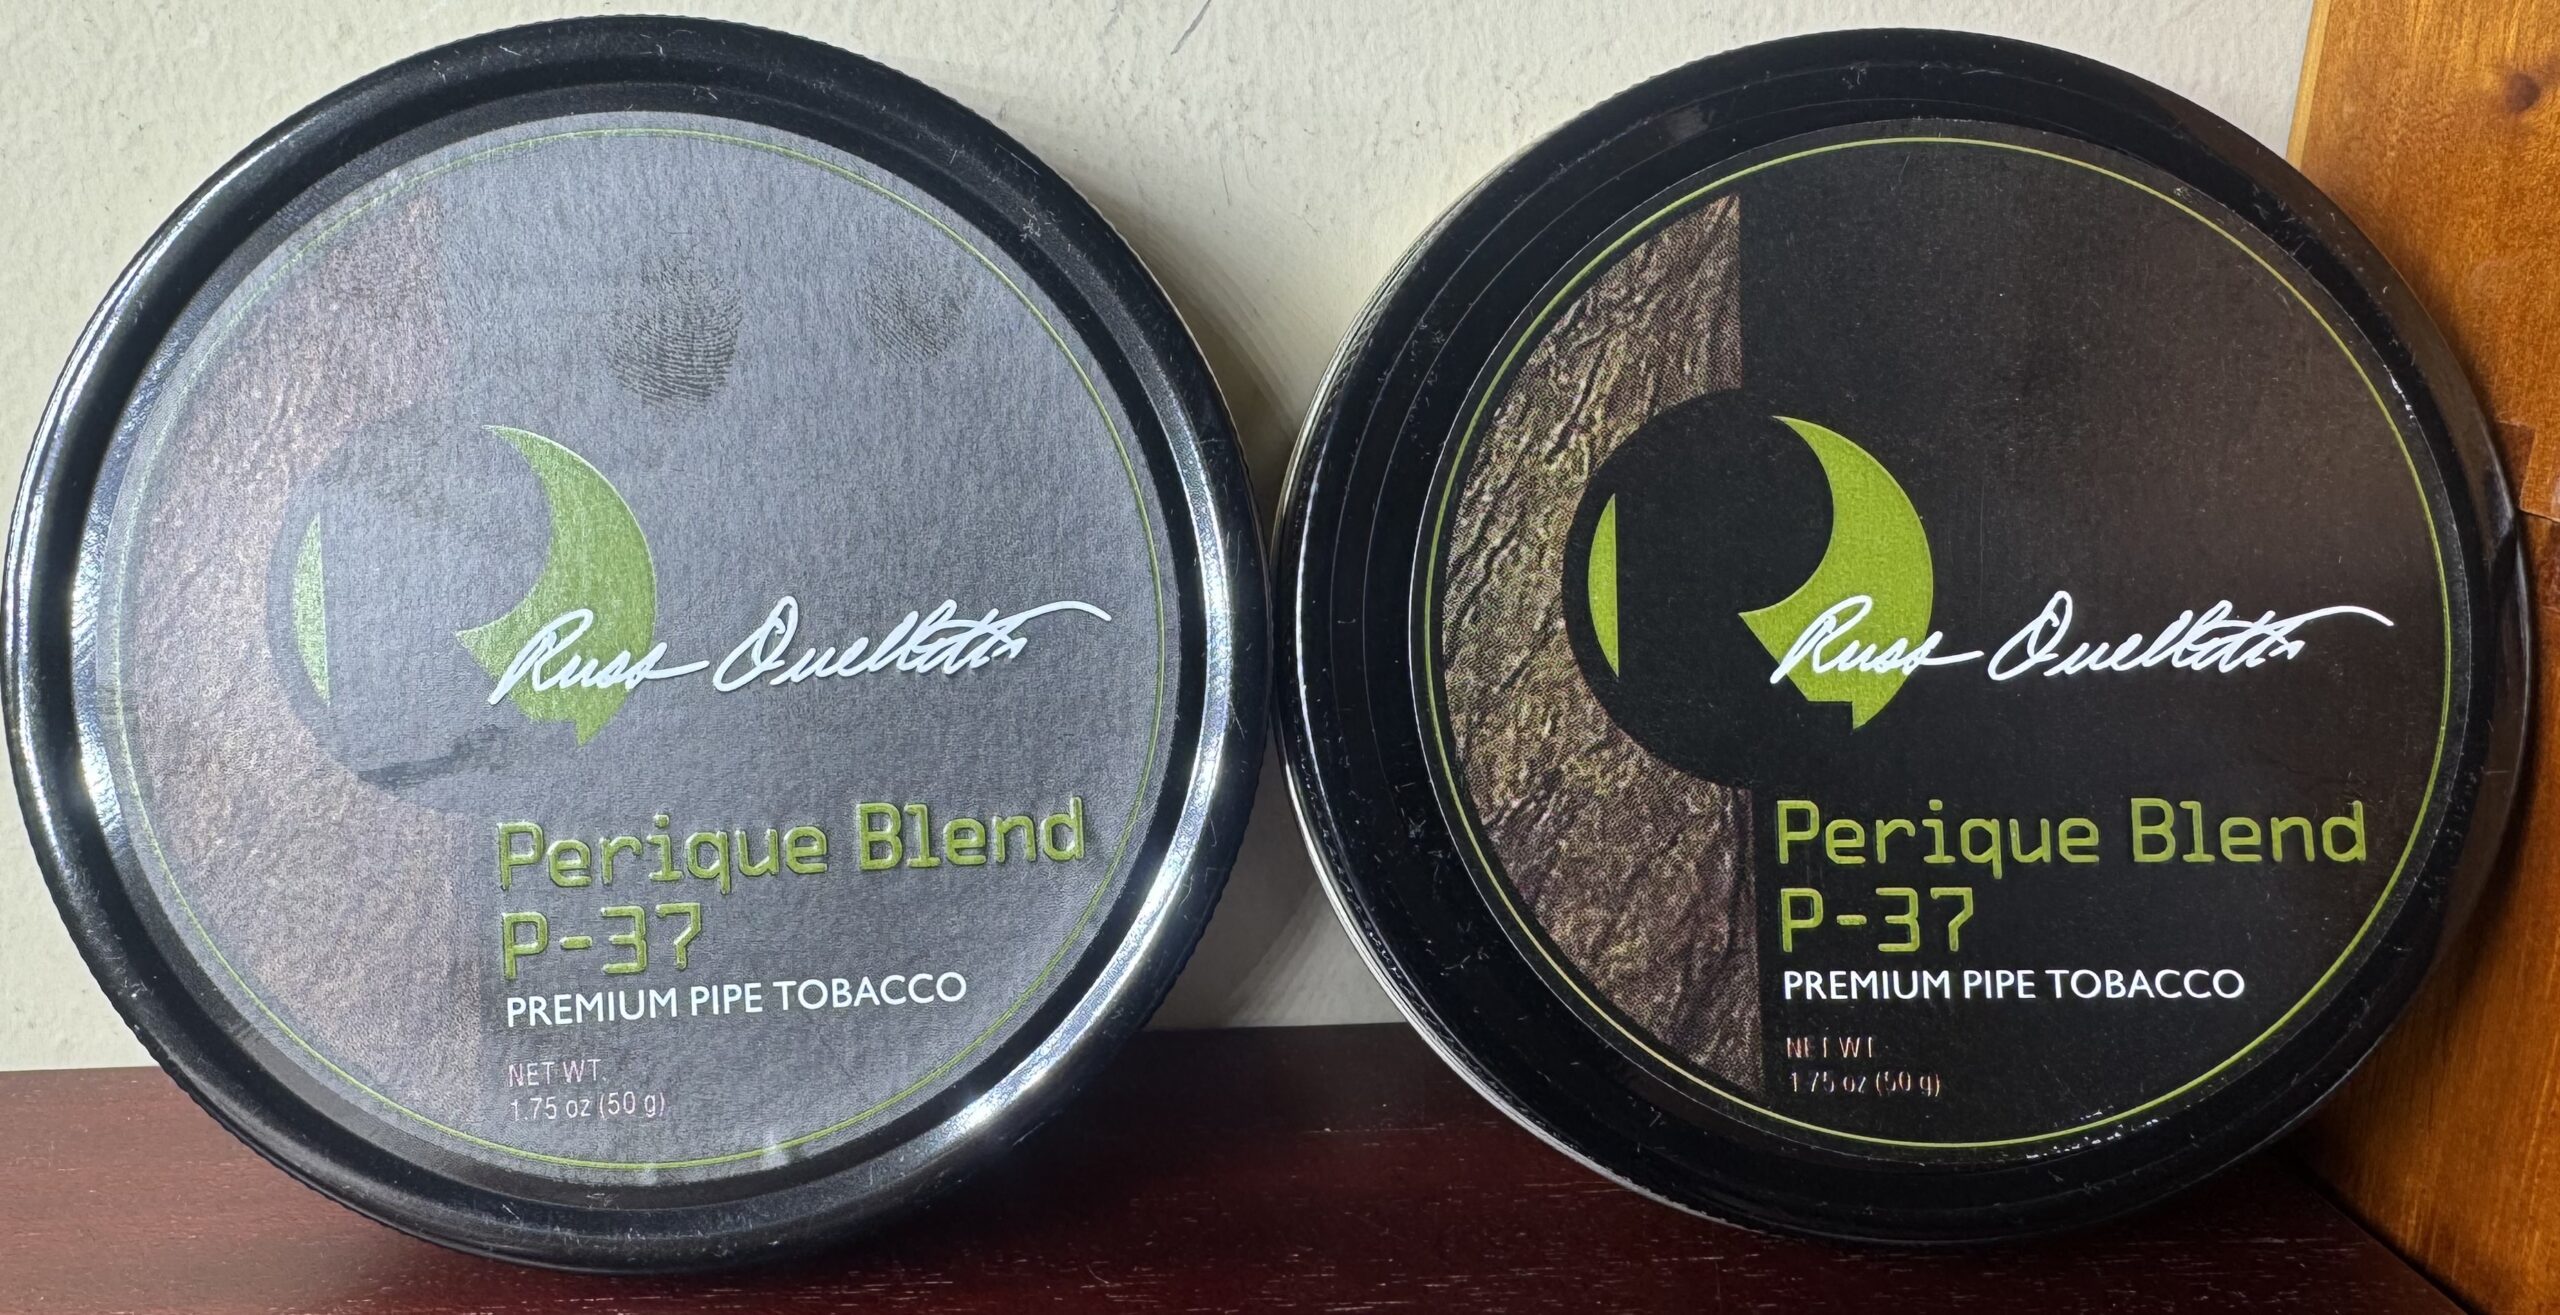 Russ Ouellette
Perique Blend
P-37
PREMIUM PIPE TOBACCO
NET WT.
1.75 oz (50 g)
Russ Ouellette
Perique Blend
P-37
PREMIUM PIPE TOBACCO
NET WT.
1.75 oz (50 g)